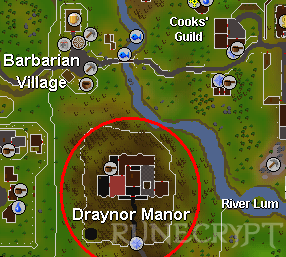 Cooks'
Guild
Barbarian
Village
Draynor Manor
River Lum
RUNECRYPT